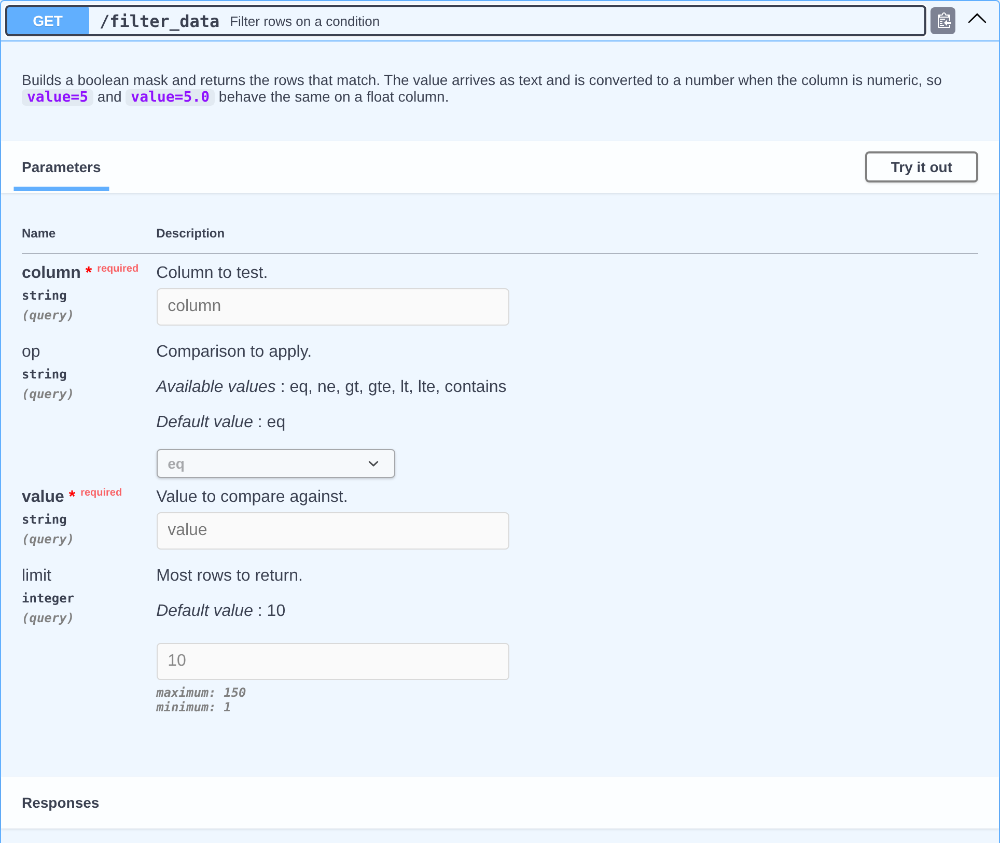 GET /filter_data Filter rows on a condition
Builds a boolean mask and returns the rows that match. The value arrives as text and is converted to a number when the column is numeric, so
value=5 and value=5.0 behave the same on a float column.
Parameters
Try it out
Name Description
column * required
string
(query)
Column to test.
column
op
string
(query)
Comparison to apply.
Available values : eq, ne, gt, gte, lt, lte, contains
Default value : eq
eq
value * required
string
(query)
Value to compare against.
value
limit
integer
(query)
Most rows to return.
Default value : 10
10
maximum: 150
minimum: 1
Responses